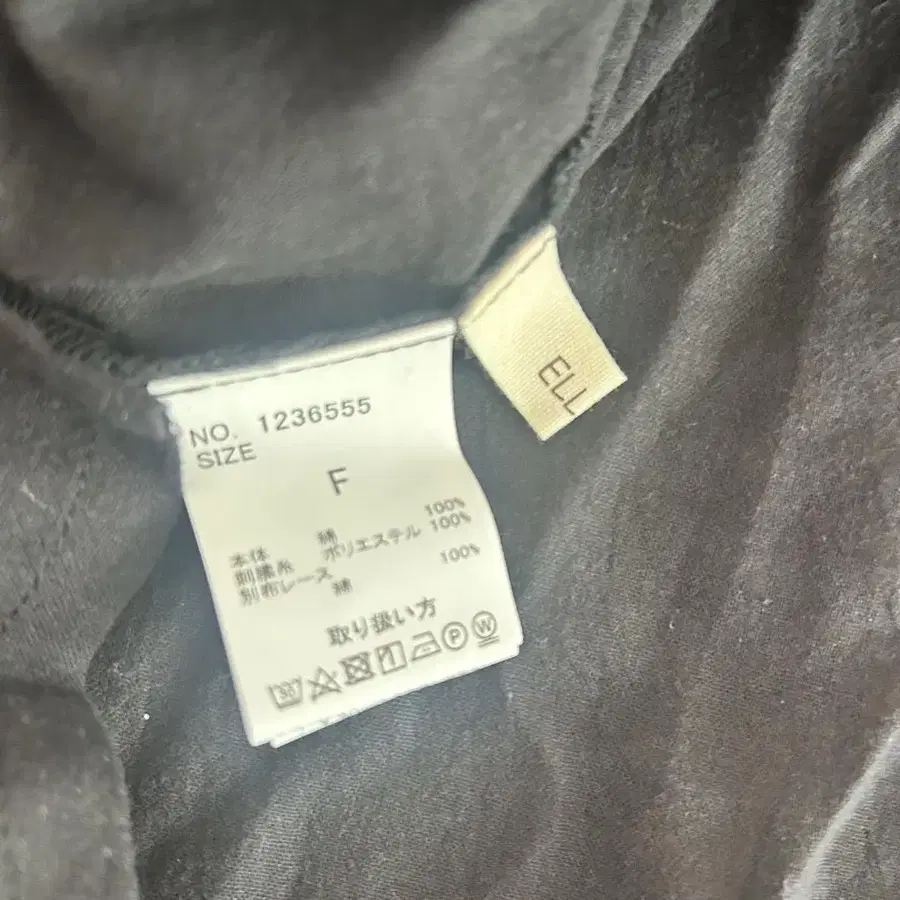 NO. 1236555
SIZE
F
本体 綿 100%
刺繍糸 ポリエステル 100%
別布レース 綿 100%
取り扱い方
P W
ELL